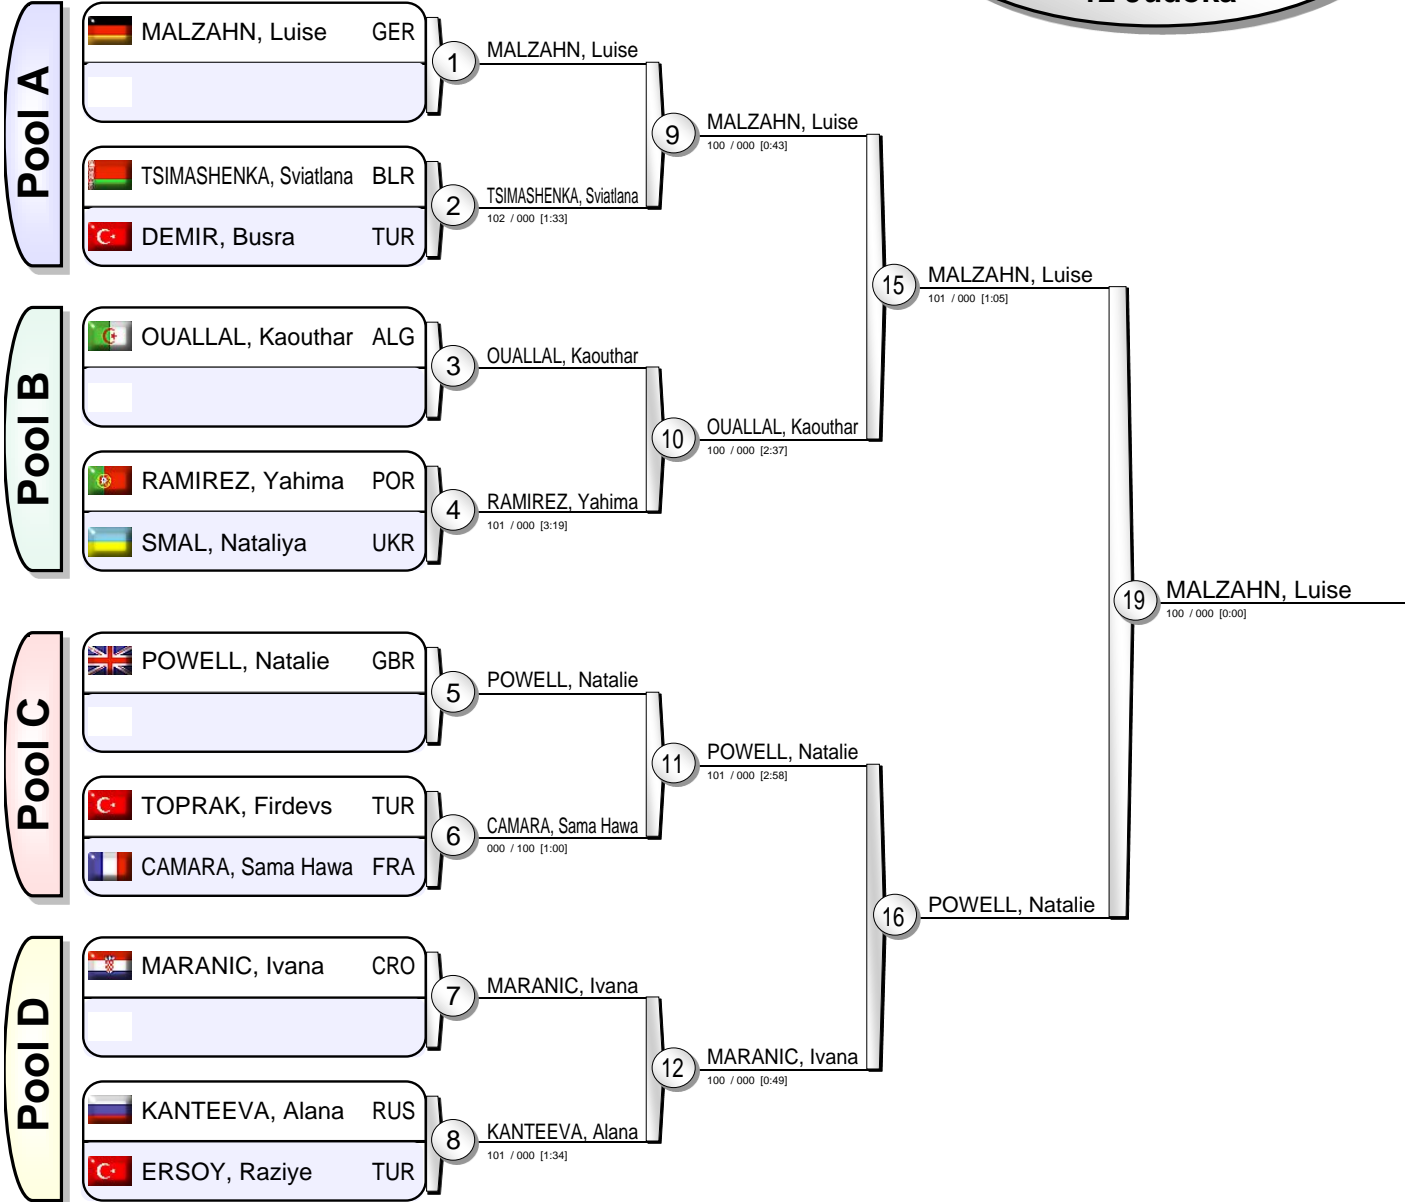 12 Judoka
Pool A
MALZAHN, Luise GER
TSIMASHENKA, Sviatlana BLR
DEMIR, Busra TUR
Pool B
OUALLAL, Kaouthar ALG
RAMIREZ, Yahima POR
SMAL, Nataliya UKR
Pool C
POWELL, Natalie GBR
TOPRAK, Firdevs TUR
CAMARA, Sama Hawa FRA
Pool D
MARANIC, Ivana CRO
KANTEEVA, Alana RUS
ERSOY, Raziye TUR
1
MALZAHN, Luise
2
TSIMASHENKA, Sviatlana
102 / 000 [1:33]
3
OUALLAL, Kaouthar
4
RAMIREZ, Yahima
101 / 000 [3:19]
5
POWELL, Natalie
6
CAMARA, Sama Hawa
000 / 100 [1:00]
7
MARANIC, Ivana
8
KANTEEVA, Alana
101 / 000 [1:34]
9
MALZAHN, Luise
100 / 000 [0:43]
10
OUALLAL, Kaouthar
100 / 000 [2:37]
11
POWELL, Natalie
101 / 000 [2:58]
12
MARANIC, Ivana
100 / 000 [0:49]
15
MALZAHN, Luise
101 / 000 [1:05]
16
POWELL, Natalie
19
MALZAHN, Luise
100 / 000 [0:00]